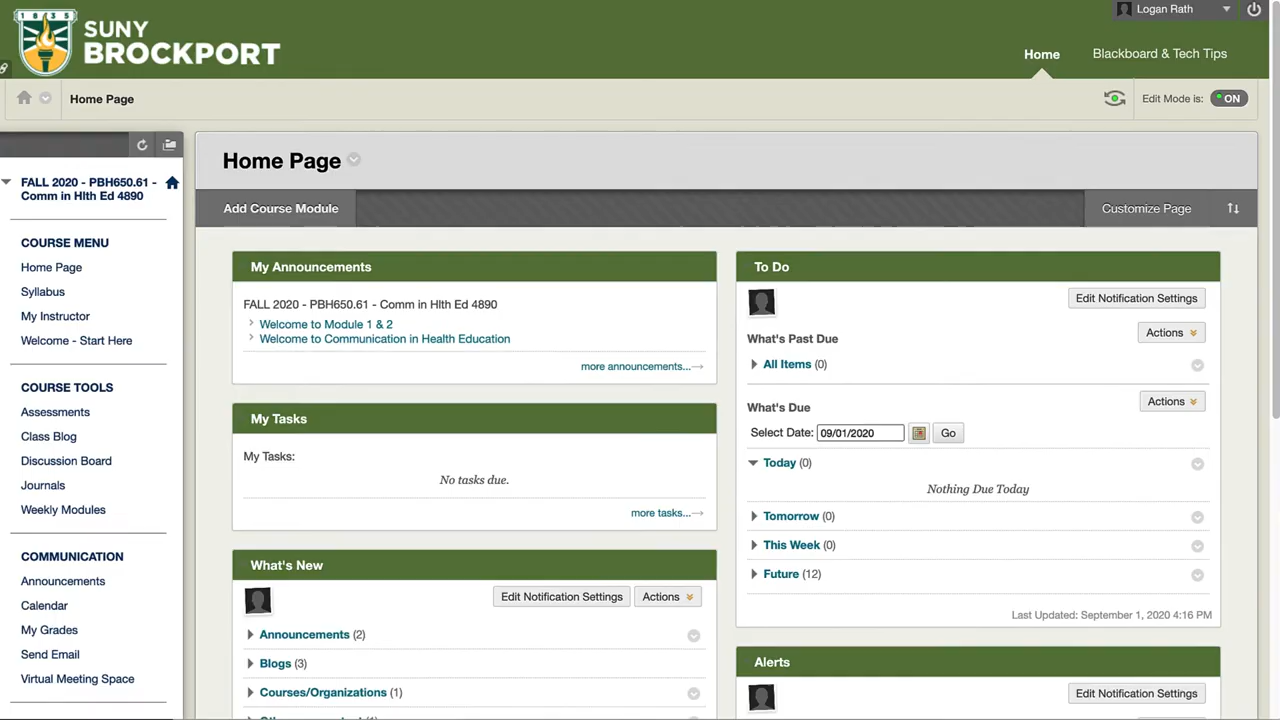 1835
SUNY
BROCKPORT
Logan Rath
Home
Blackboard & Tech Tips
Home Page
Edit Mode is:
ON
FALL 2020 - PBH650.61 -
Comm in Hlth Ed 4890
COURSE MENU
Home Page
Syllabus
My Instructor
Welcome - Start Here
COURSE TOOLS
Assessments
Class Blog
Discussion Board
Journals
Weekly Modules
COMMUNICATION
Announcements
Calendar
My Grades
Send Email
Virtual Meeting Space
Home Page
Add Course Module
Customize Page
My Announcements
FALL 2020 - PBH650.61 - Comm in Hlth Ed 4890
Welcome to Module 1 & 2
Welcome to Communication in Health Education
more announcements...
My Tasks
My Tasks:
No tasks due.
more tasks...
What's New
Edit Notification Settings
Actions
Announcements (2)
Blogs (3)
Courses/Organizations (1)
To Do
Edit Notification Settings
What's Past Due
Actions
All Items (0)
What's Due
Actions
Select Date: 09/01/2020 Go
Today (0)
Nothing Due Today
Tomorrow (0)
This Week (0)
Future (12)
Last Updated: September 1, 2020 4:16 PM
Alerts
Edit Notification Settings